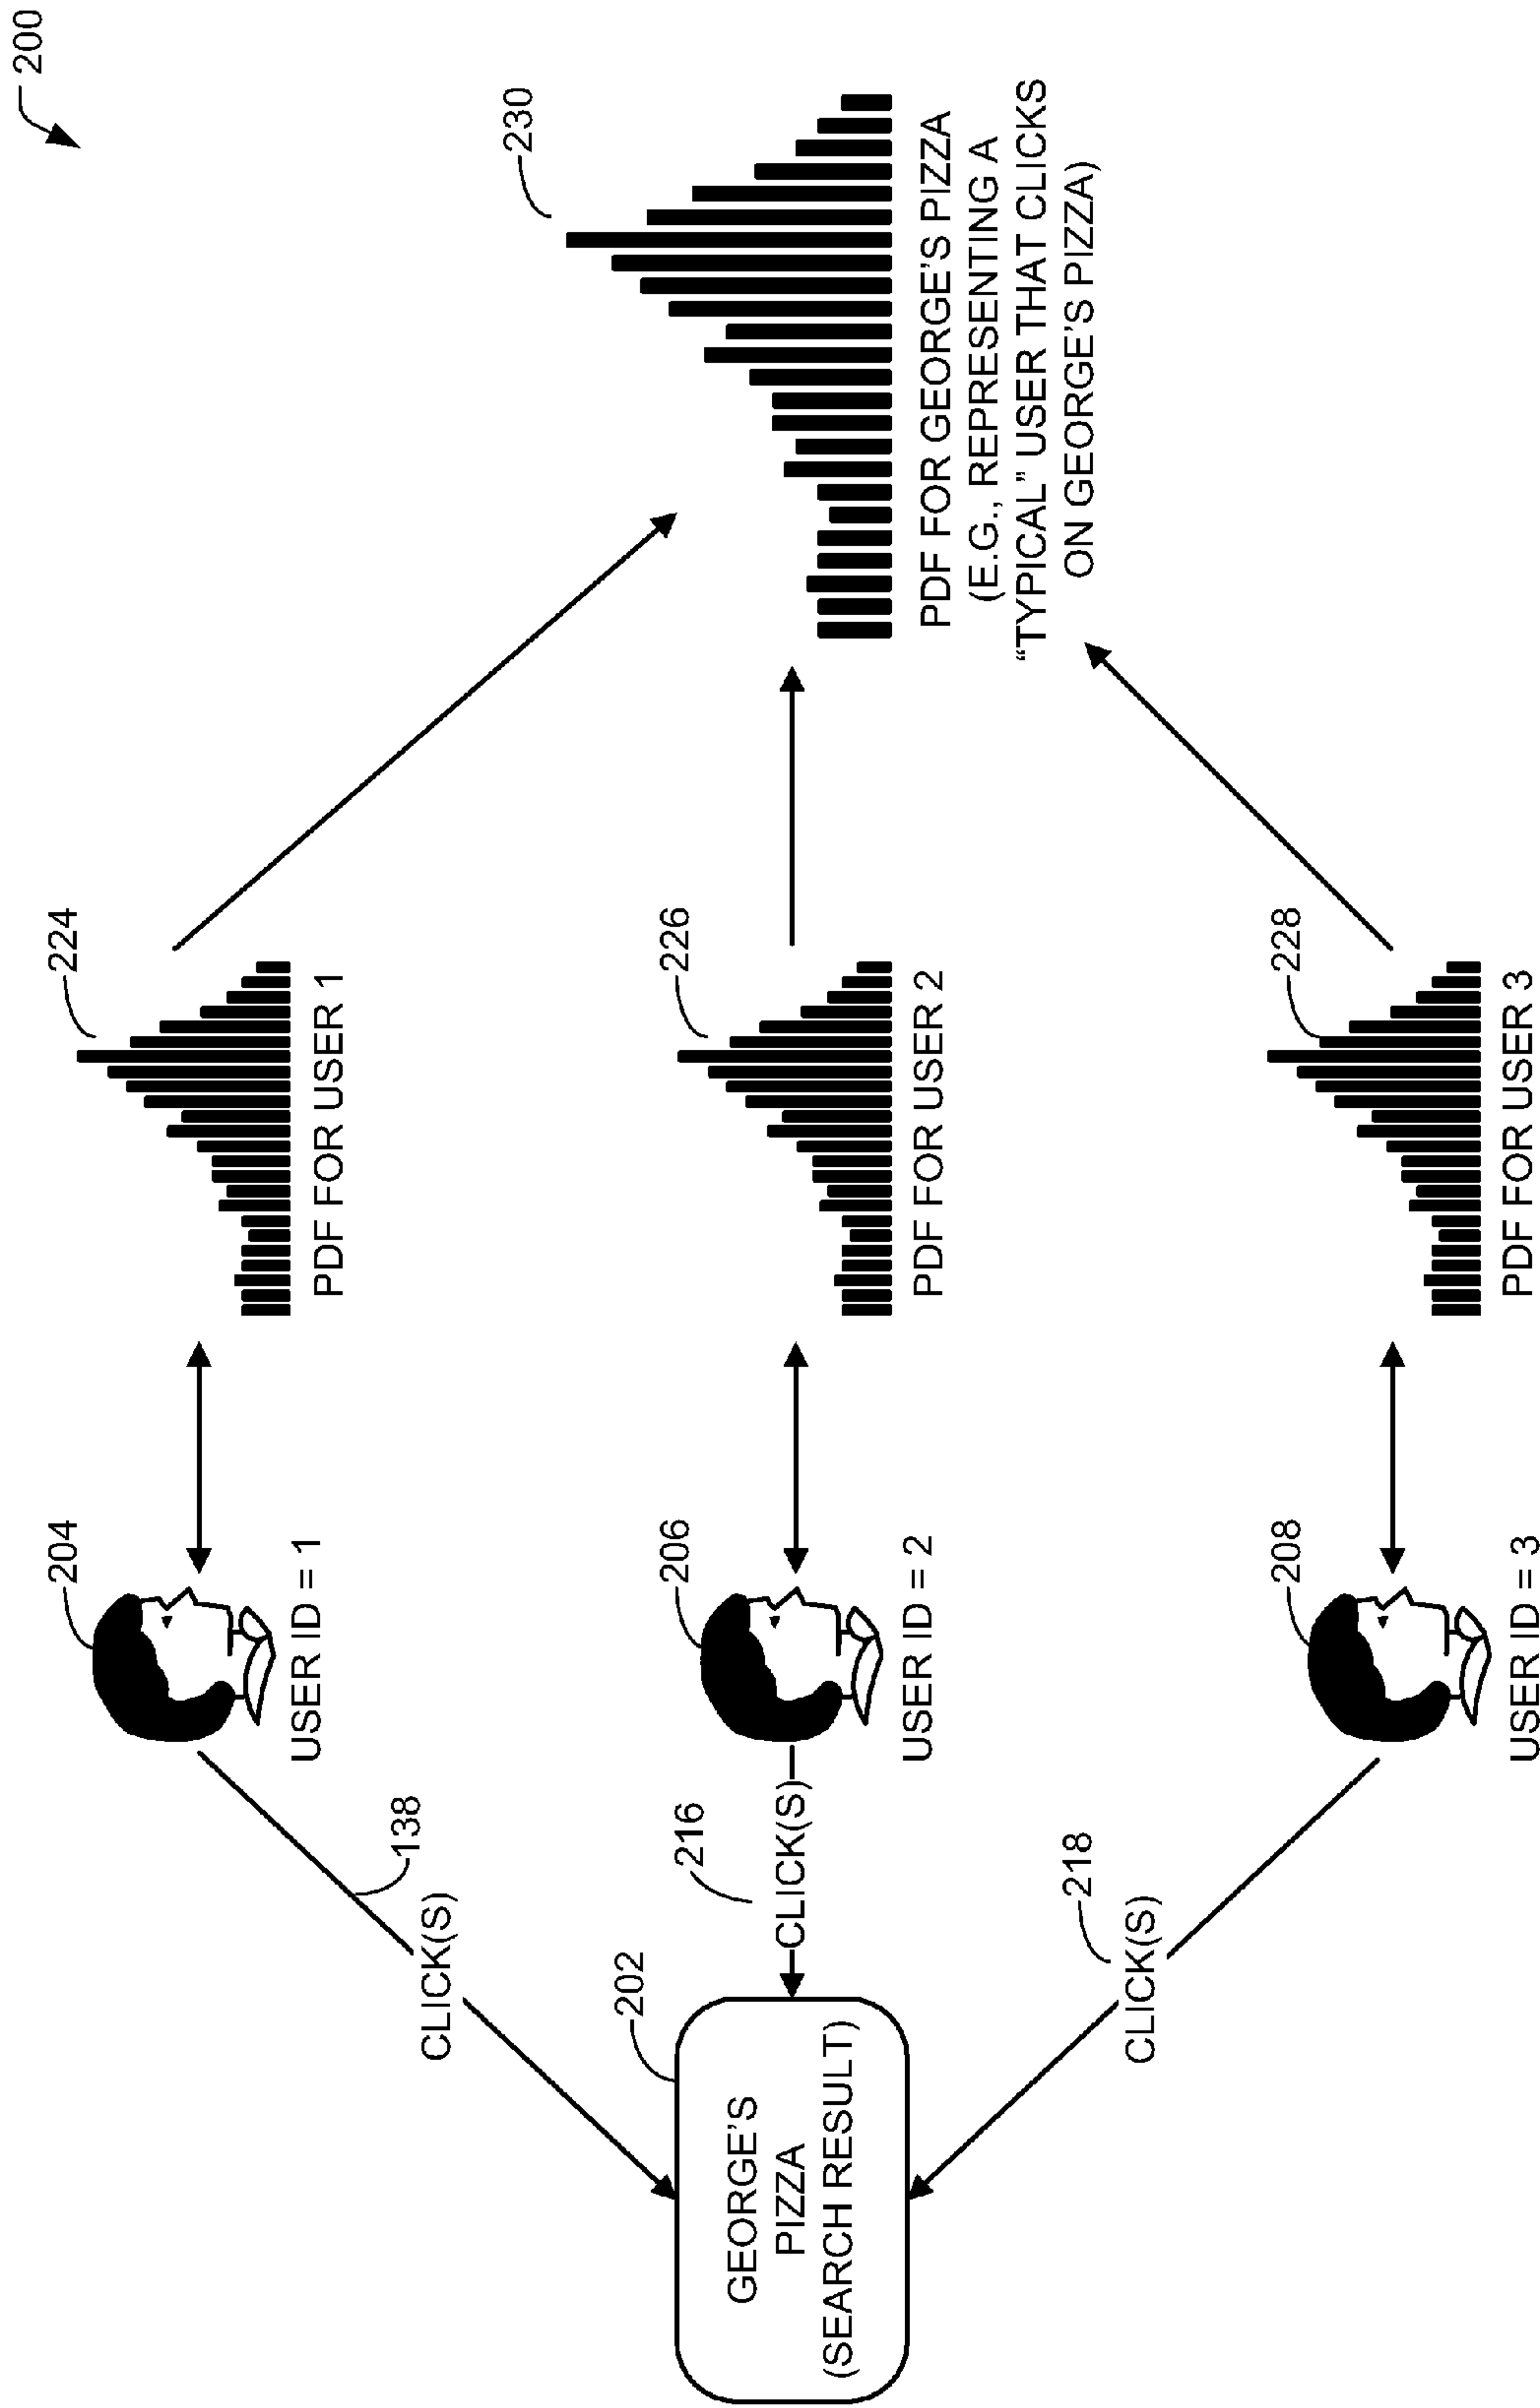 200
204
USER ID = 1
224
PDF FOR USER 1
138
CLICK(S)
202
GEORGE'S
PIZZA
(SEARCH RESULT)
216
CLICK(S)
206
USER ID = 2
226
PDF FOR USER 2
230
PDF FOR GEORGE'S PIZZA
(E.G., REPRESENTING A
“TYPICAL” USER THAT CLICKS
ON GEORGE'S PIZZA)
218
CLICK(S)
208
USER ID = 3
228
PDF FOR USER 3